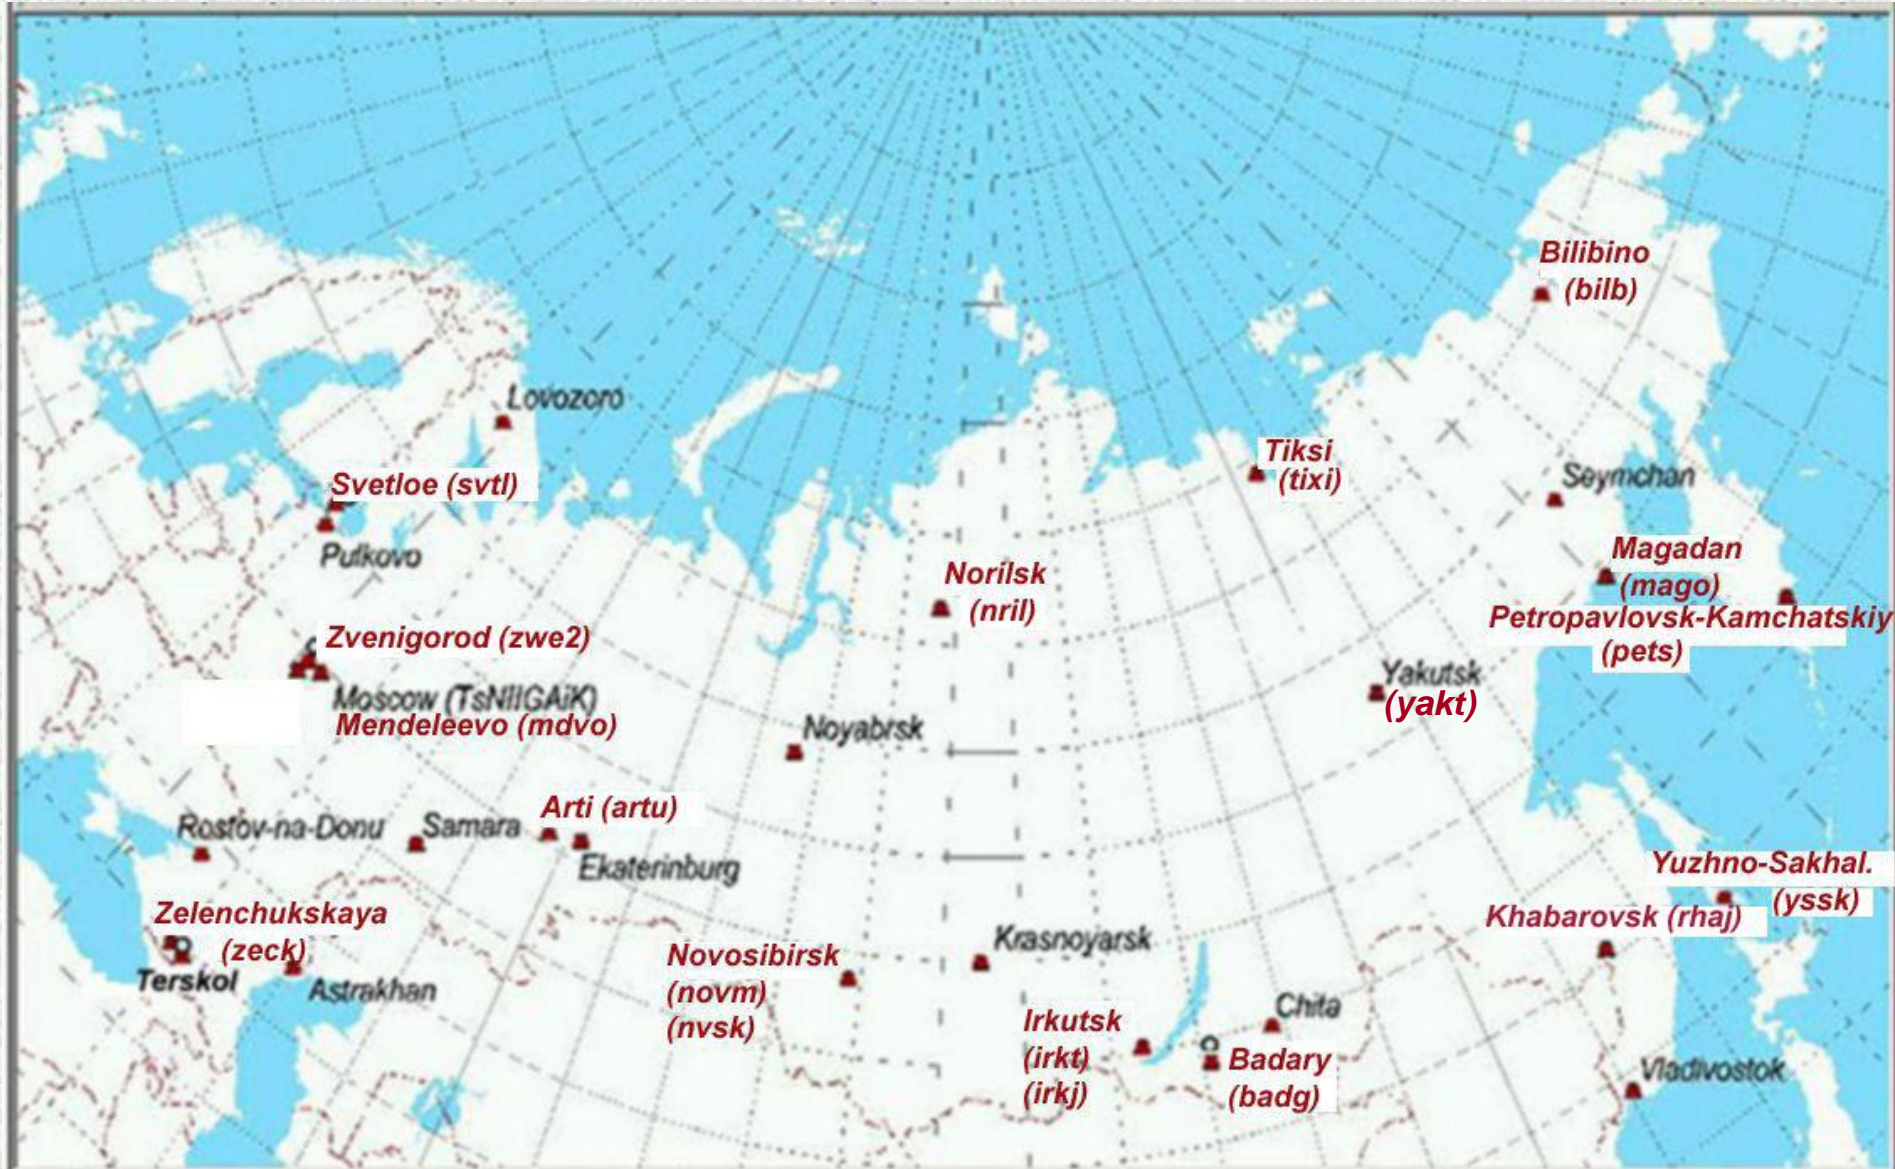 Bilibino
(bilb)
Lovozoro
Tiksi
(tixi)
Seymchan
Svetloe (svtl)
Pulkovo
Magadan
(mago)
Norilsk
(nril)
Petropavlovsk-Kamchatskiy
(pets)
Zvenigorod (zwe2)
Yakutsk
(yakt)
Moscow (TsNIIGAiK)
Mendeleevo (mdvo)
Noyabrsk
Arti (artu)
Rostov-na-Donu
Samara
Ekaterinburg
Yuzhno-Sakhal.
(yssk)
Zelenchukskaya
(zeck)
Khabarovsk (rhaj)
Krasnoyarsk
Novosibirsk
(novm)
(nvsk)
Terskol
Astrakhan
Chita
Irkutsk
(irkt)
(irkj)
Badary
(badg)
Vladivostok